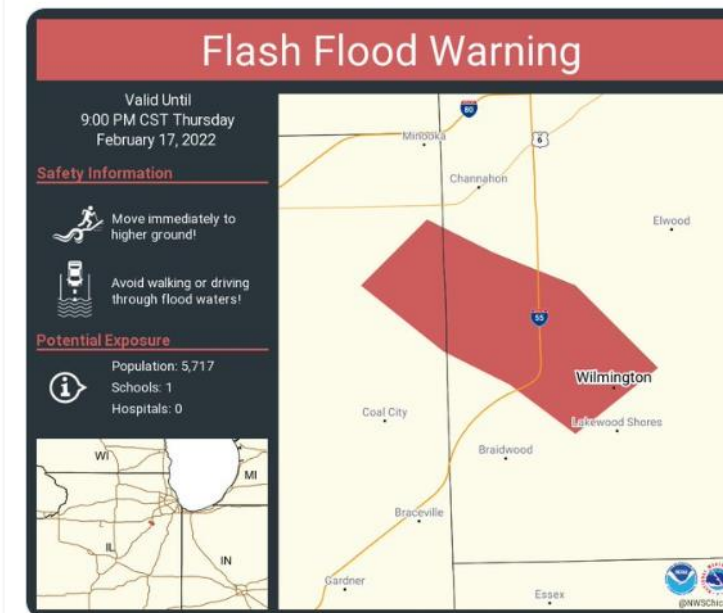 Flash Flood Warning
Valid Until
9:00 PM CST Thursday
February 17, 2022
Safety Information
Move immediately to
higher ground!
Avoid walking or driving
through flood waters!
Potential Exposure
Population: 5,717
Schools: 1
Hospitals: 0
WI
MI
IL
IN
80
Minooka
6
Channahon
Elwood
55
Wilmington
Coal City
Lakewood Shores
Braidwood
Braceville
Gardner
Essex
NOAA
@NWSChic